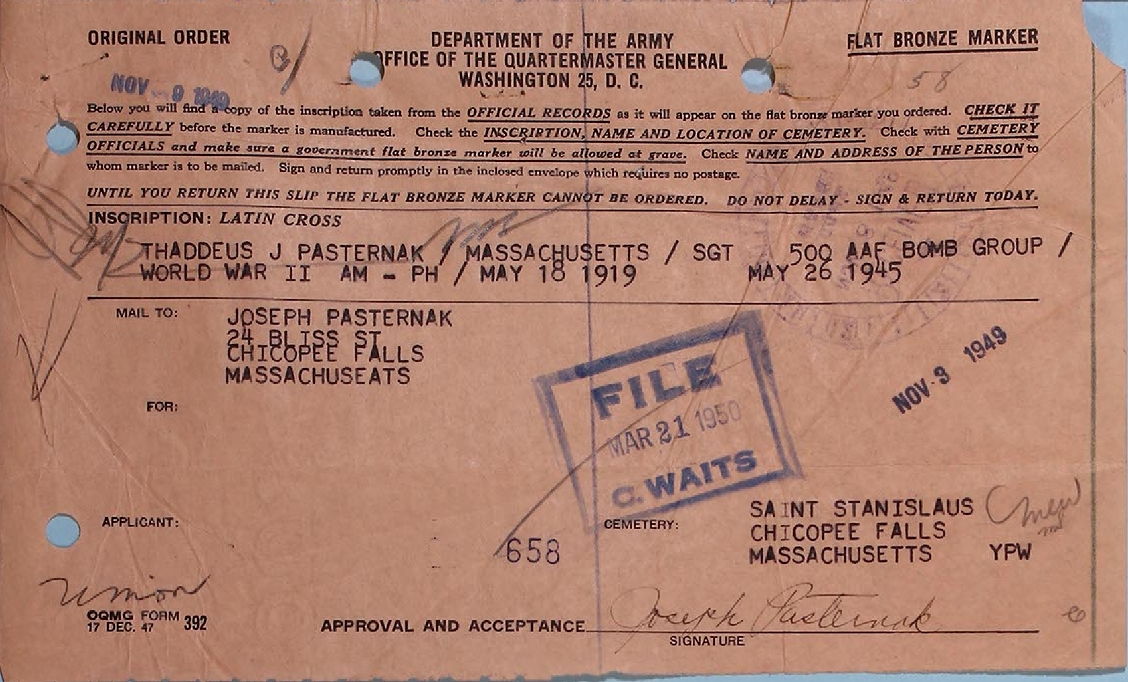 ORIGINAL ORDER
DEPARTMENT OF THE ARMY
OFFICE OF THE QUARTERMASTER GENERAL
WASHINGTON 25, D. C.
FLAT BRONZE MARKER
58
NOV - 9 1949
Below you will find a copy of the inscription taken from the OFFICIAL RECORDS as it will appear on the flat bronze marker you ordered. CHECK IT
CAREFULLY before the marker is manufactured. Check the INSCRIPTION, NAME AND LOCATION OF CEMETERY. Check with CEMETERY
OFFICIALS and make sure a government flat bronze marker will be allowed at grave. Check NAME AND ADDRESS OF THE PERSON to
whom marker is to be mailed. Sign and return promptly in the inclosed envelope which requires no postage.
UNTIL YOU RETURN THIS SLIP THE FLAT BRONZE MARKER CANNOT BE ORDERED. DO NOT DELAY - SIGN & RETURN TODAY.
INSCRIPTION: LATIN CROSS
THADDEUS J PASTERNAK / MASSACHUSETTS / SGT 500 AAF BOMB GROUP /
WORLD WAR II AM - PH / MAY 18 1919 MAY 26 1945
MAIL TO: JOSEPH PASTERNAK
24 BLISS ST
CHICOPEE FALLS
MASSACHUSEATS
NOV - 3 1949
FILE
MAR 21 1950
C. WAITS
FOR:
APPLICANT:
CEMETERY: SAINT STANISLAUS
CHICOPEE FALLS
MASSACHUSETTS YPW
658
OQMG FORM 392
17 DEC. 47
APPROVAL AND ACCEPTANCE Joseph Pasternak
SIGNATURE